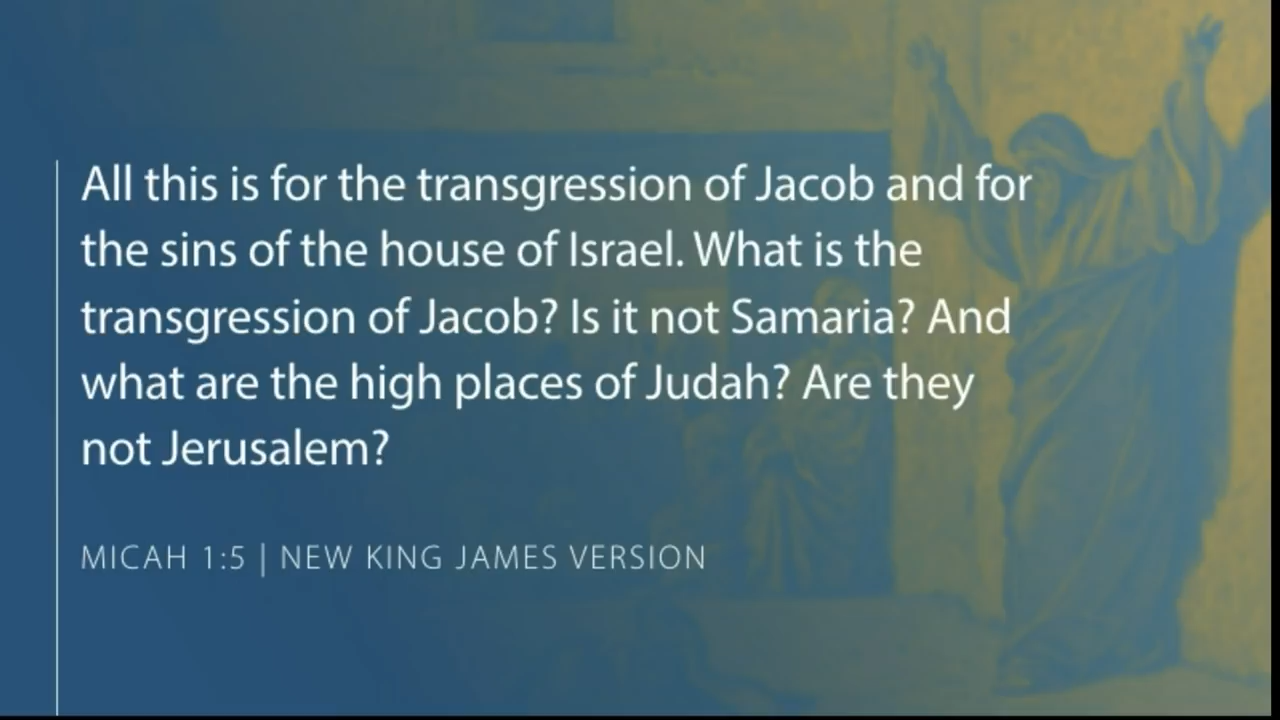 All this is for the transgression of Jacob and for
the sins of the house of Israel. What is the
transgression of Jacob? Is it not Samaria? And
what are the high places of Judah? Are they
not Jerusalem?
MICAH 1:5 | NEW KING JAMES VERSION